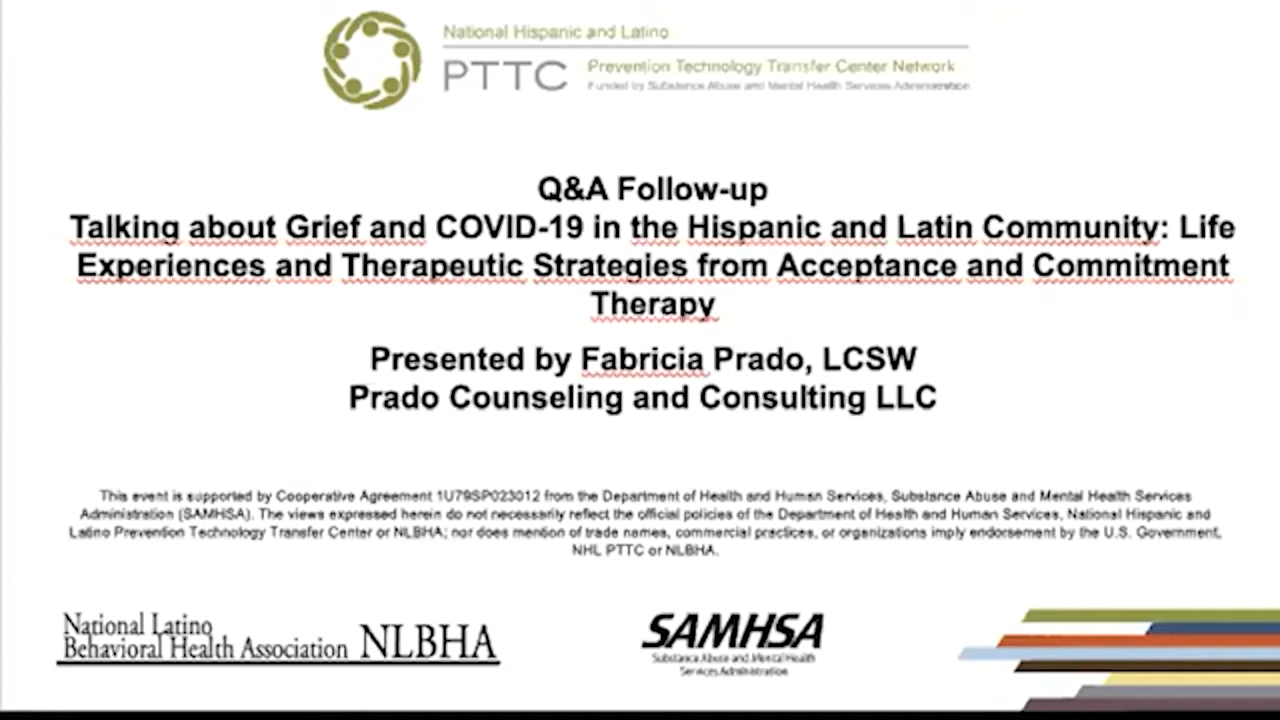 National Hispanic and Latino
PTTC
Prevention Technology Transfer Center Network
Funded by Substance Abuse and Mental Health Services Administration
Q&A Follow-up
Talking about Grief and COVID-19 in the Hispanic and Latin Community: Life
Experiences and Therapeutic Strategies from Acceptance and Commitment
Therapy
Presented by Fabricia Prado, LCSW
Prado Counseling and Consulting LLC
This event is supported by Cooperative Agreement 1U79SP023012 from the Department of Health and Human Services, Substance Abuse and Mental Health Services
Administration (SAMHSA). The views expressed herein do not necessarily reflect the official policies of the Department of Health and Human Services, National Hispanic and
Latino Prevention Technology Transfer Center or NLBHA; nor does mention of trade names, commercial practices, or organizations imply endorsement by the U.S. Government,
NHL PTTC or NLBHA.
National Latino
Behavioral Health Association NLBHA
SAMHSA
Substance Abuse and Mental Health
Services Administration